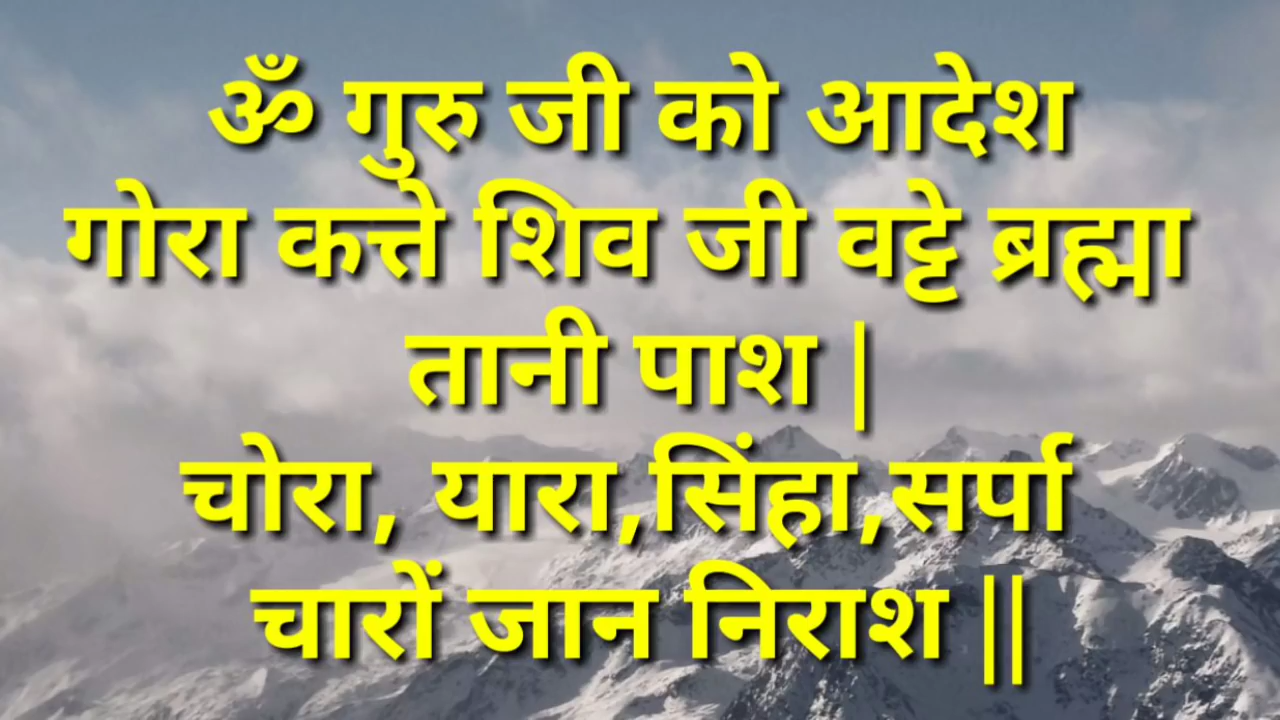 ॐ गुरु जी को आदेश
गोरा कत्ते शिव जी वट्टे ब्रह्मा
तानी पाश |
चोरा, यारा,सिंहा,सर्पा
चारों जान निराश ||